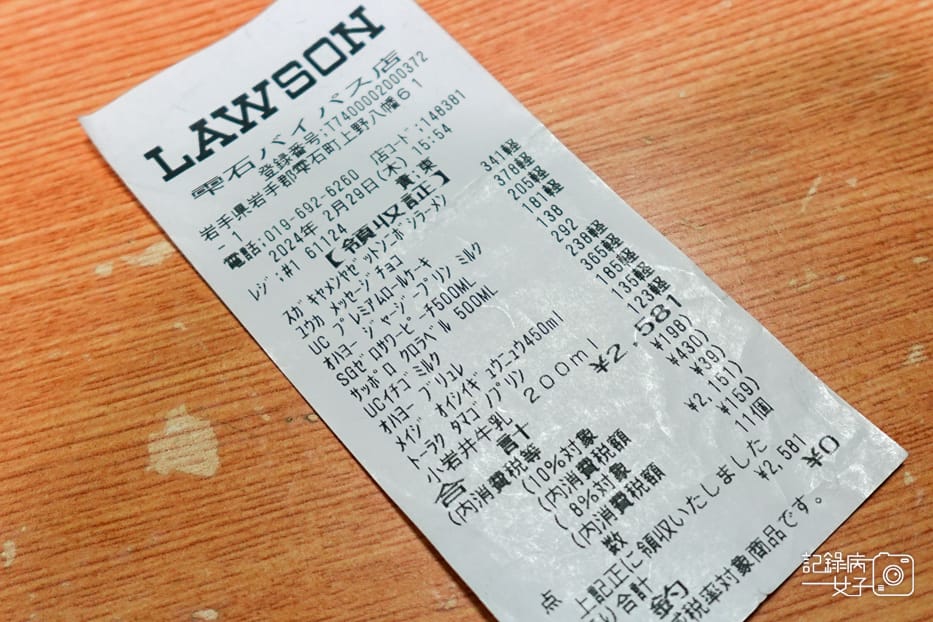 LAWSON
雫石バイパス店
登録番号:T7400002000372
岩手県岩手郡雫石町上野八幡61
-
電話:019-692-6260 店コード:148381
2024年 2月29日(木) 15:54
レジ:#1 61124 責:東
【領収証】
スガキヤメンヤゼットンーボシラーメン 341軽
ユウカ メッセージチョコ 378軽
UC プレミアムロールケーキ 205軽
オハヨー ジャージープリン ミルク 181軽
SGゼロサワーピーチ500ML 138
サッポロ クロラベル 500ML 292
UCイチゴミルク 238軽
オハヨー ブリュレ 365軽
メイジ オイシイギュウニュウ450ml 185軽
トーラク タマゴノプリン 135軽
小岩井牛乳 200ml 123軽
合 計 ¥2,581
(内消費税等 ¥198)
(10%対象 ¥430)
(内消費税額 ¥39)
( 8%対象 ¥2,151)
(内消費税額 ¥159)
点 数 11個
上記正に領収いたしました
り合計 ¥2,581
釣 ¥0
税率対象商品です。
記錄病
女子